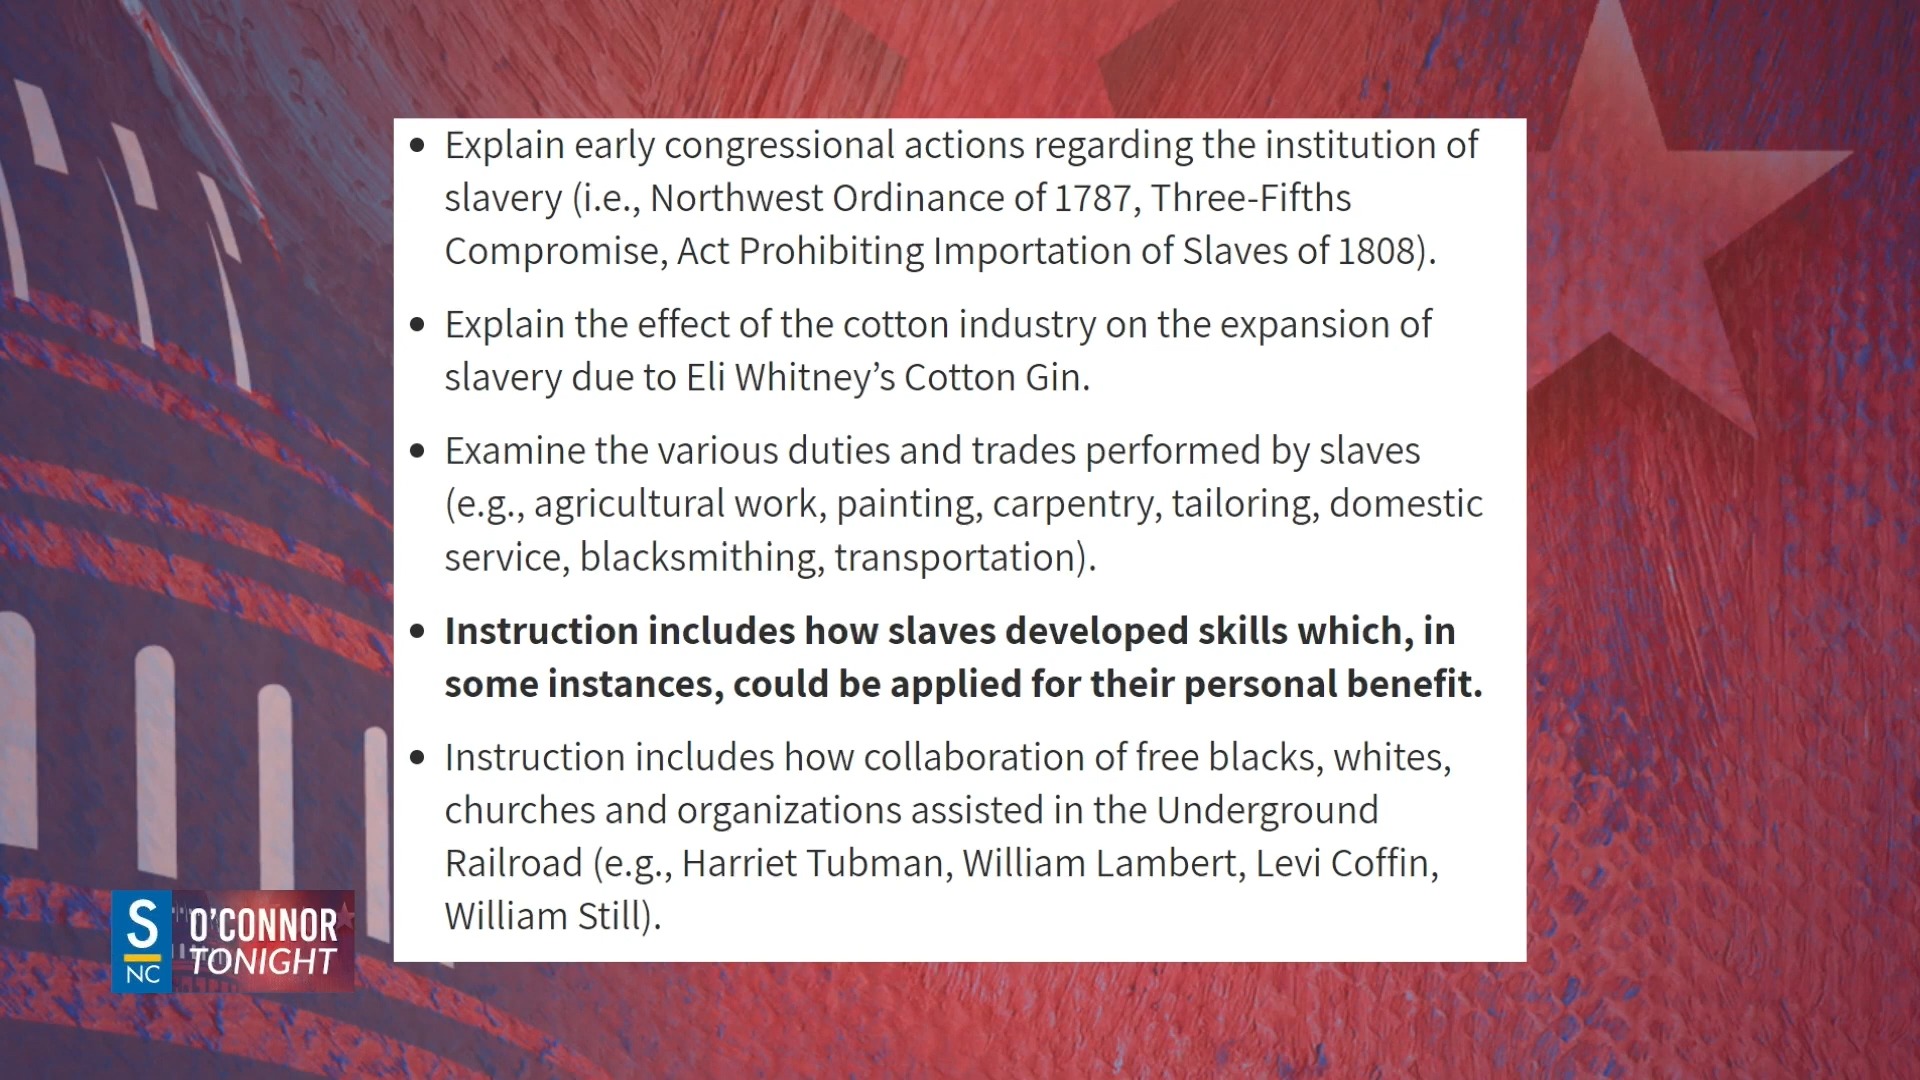 • Explain early congressional actions regarding the institution of
slavery (i.e., Northwest Ordinance of 1787, Three-Fifths
Compromise, Act Prohibiting Importation of Slaves of 1808).
• Explain the effect of the cotton industry on the expansion of
slavery due to Eli Whitney’s Cotton Gin.
• Examine the various duties and trades performed by slaves
(e.g., agricultural work, painting, carpentry, tailoring, domestic
service, blacksmithing, transportation).
• Instruction includes how slaves developed skills which, in
some instances, could be applied for their personal benefit.
• Instruction includes how collaboration of free blacks, whites,
churches and organizations assisted in the Underground
Railroad (e.g., Harriet Tubman, William Lambert, Levi Coffin,
William Still).
S
NC
O'CONNOR
TONIGHT